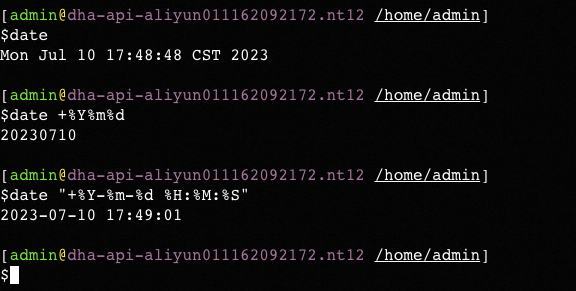 [admin@dha-api-aliyun011162092172.nt12 /home/admin]
$date
Mon Jul 10 17:48:48 CST 2023
[admin@dha-api-aliyun011162092172.nt12 /home/admin]
$date +%Y%m%d
20230710
[admin@dha-api-aliyun011162092172.nt12 /home/admin]
$date "+%Y-%m-%d %H:%M:%S"
2023-07-10 17:49:01
[admin@dha-api-aliyun011162092172.nt12 /home/admin]
$